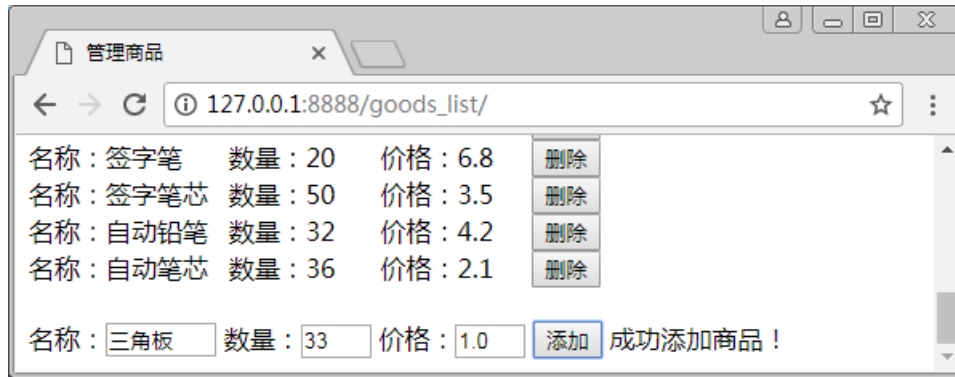 管理商品
127.0.0.1:8888/goods_list/
名称：签字笔 数量：20 价格：6.8 删除
名称：签字笔芯 数量：50 价格：3.5 删除
名称：自动铅笔 数量：32 价格：4.2 删除
名称：自动笔芯 数量：36 价格：2.1 删除
名称：三角板 数量：33 价格：1.0 添加 成功添加商品！